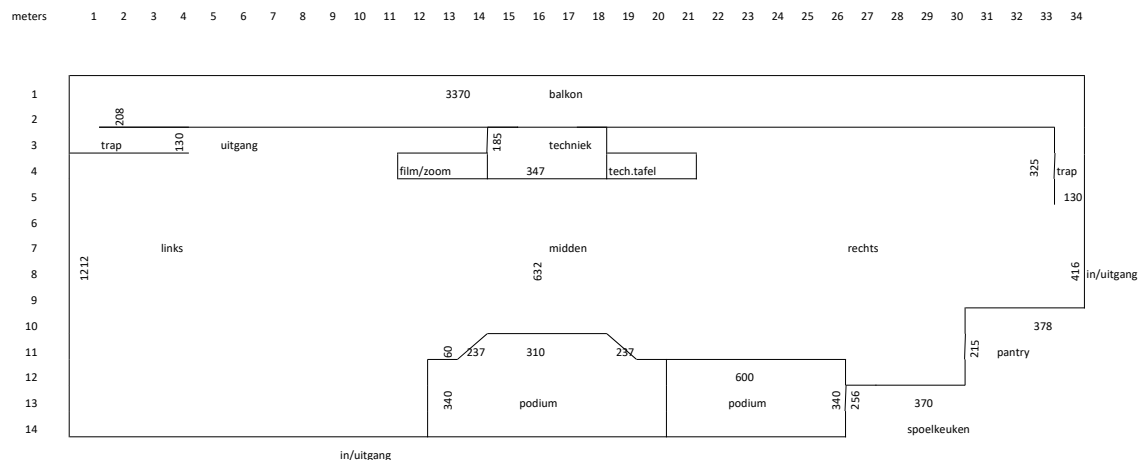 meters 1 2 3 4 5 6 7 8 9 10 11 12 13 14 15 16 17 18 19 20 21 22 23 24 25 26 27 28 29 30 31 32 33 34
1 3370 balkon
2 208
3 trap 130 uitgang 185 techniek
4 film/zoom 347 tech.tafel 325 trap
5 130
6
7 links midden rechts
8 1212 632 416 in/uitgang
9
10 378
11 60 237 310 237 215 pantry
12 600
13 340 podium podium 340 256 370
14 spoelkeuken
in/uitgang